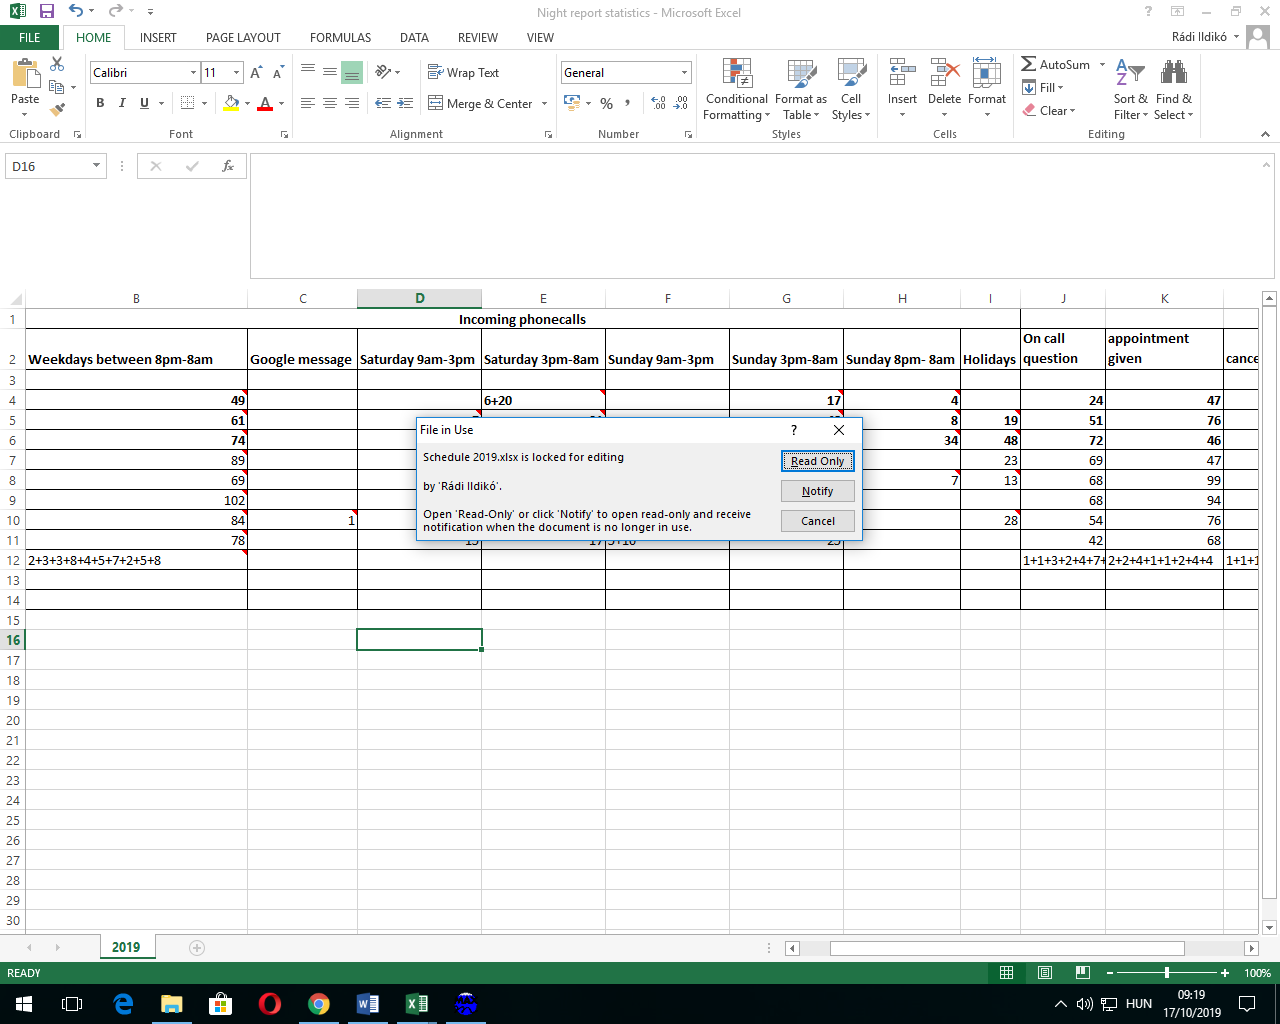 Night report statistics - Microsoft Excel
FILE HOME INSERT PAGE LAYOUT FORMULAS DATA REVIEW VIEW Rádi Ildikó
Paste Calibri 11 Wrap Text General Conditional Formatting Format as Table Cell Styles Insert Delete Format AutoSum Fill Clear Sort & Filter Find & Select
B I U Merge & Center
Clipboard Font Alignment Number Styles Cells Editing
D16 fx
B C D E F G H I J K
1 Incoming phonecalls
2 Weekdays between 8pm-8am Google message Saturday 9am-3pm Saturday 3pm-8am Sunday 9am-3pm Sunday 3pm-8am Sunday 8pm- 8am Holidays On call question appointment given cance
3
4 49 6+20 17 4 24 47
5 61 8 19 51 76
6 74 34 48 72 46
7 89 23 69 47
8 69 7 13 68 99
9 102 68 94
10 84 1 28 54 76
11 78 42 68
12 2+3+3+8+4+5+7+2+5+8 1+1+3+2+4+7+ 2+2+4+1+1+2+4+4 1+1+1
13
14
15
16
17
18
19
20
21
22
23
24
25
26
27
28
29
30
File in Use ?
Schedule 2019.xlsx is locked for editing
by 'Rádi Ildikó'.
Open 'Read-Only' or click 'Notify' to open read-only and receive
notification when the document is no longer in use.
Read Only
Notify
Cancel
2019
READY 100%
HUN 09:19
17/10/2019